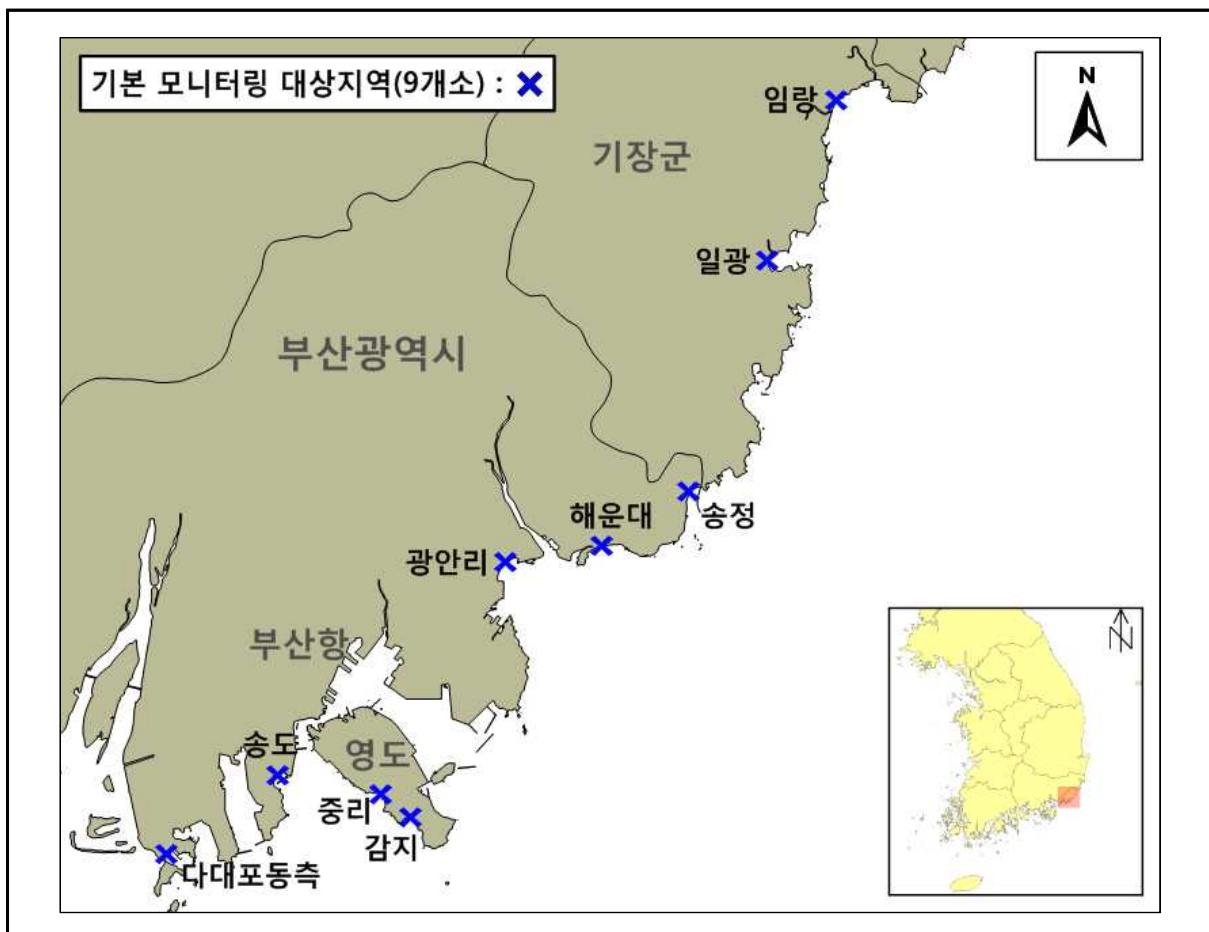 기본 모니터링 대상지역(9개소) :
N
임랑
기장군
일광
부산광역시
해운대
송정
광안리
부산항
송도
영도
중리
감지
다대포동측
N